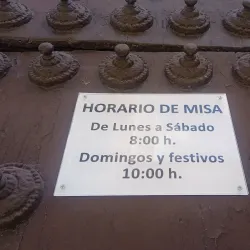 HORARIO DE MISA
De Lunes a Sábado
8:00 h.
Domingos y festivos
10:00 h.